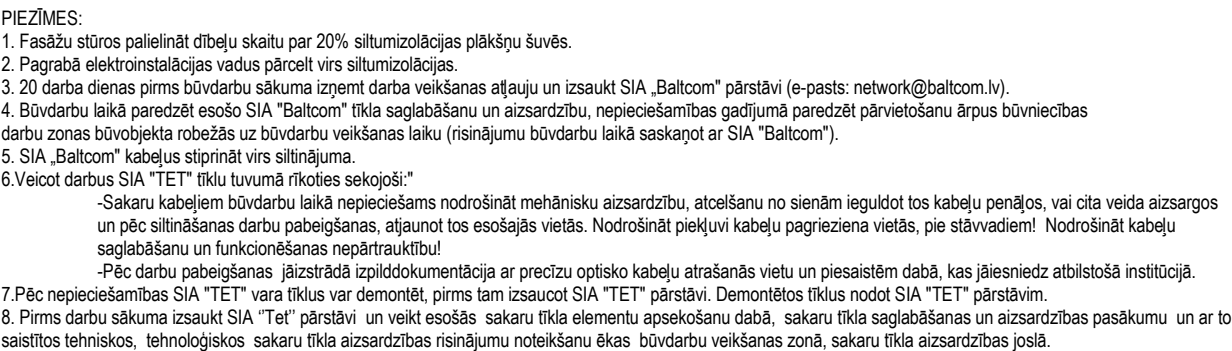 PIEZĪMES:
1. Fasāžu stūros palielināt dībeļu skaitu par 20% siltumizolācijas plākšņu šuvēs.
2. Pagrabā elektroinstalācijas vadus pārcelt virs siltumizolācijas.
3. 20 darba dienas pirms būvdarbu sākuma izņemt darba veikšanas atļauju un izsaukt SIA „Baltcom" pārstāvi (e-pasts: network@baltcom.lv).
4. Būvdarbu laikā paredzēt esošo SIA "Baltcom" tīkla saglabāšanu un aizsardzību, nepieciešamības gadījumā paredzēt pārvietošanu ārpus būvniecības
darbu zonas būvobjekta robežās uz būvdarbu veikšanas laiku (risinājumu būvdarbu laikā saskaņot ar SIA "Baltcom").
5. SIA „Baltcom" kabeļus stiprināt virs siltinājuma.
6.Veicot darbus SIA "TET" tīklu tuvumā rīkoties sekojoši:"
-Sakaru kabeļiem būvdarbu laikā nepieciešams nodrošināt mehānisku aizsardzību, atcelšanu no sienām ieguldot tos kabeļu penāļos, vai cita veida aizsargos
un pēc siltināšanas darbu pabeigšanas, atjaunot tos esošajās vietās. Nodrošināt piekļuvi kabeļu pagrieziena vietās, pie stāvvadiem! Nodrošināt kabeļu
saglabāšanu un funkcionēšanas nepārtrauktību!
-Pēc darbu pabeigšanas jāizstrādā izpilddokumentācija ar precīzu optisko kabeļu atrašanās vietu un piesaistēm dabā, kas jāiesniedz atbilstošā institūcijā.
7.Pēc nepieciešamības SIA "TET" vara tīklus var demontēt, pirms tam izsaucot SIA "TET" pārstāvi. Demontētos tīklus nodot SIA "TET" pārstāvim.
8. Pirms darbu sākuma izsaukt SIA ‘'Tet’' pārstāvi un veikt esošās sakaru tīkla elementu apsekošanu dabā, sakaru tīkla saglabāšanas un aizsardzības pasākumu un ar to
saistītos tehniskos, tehnoloģiskos sakaru tīkla aizsardzības risinājumu noteikšanu ēkas būvdarbu veikšanas zonā, sakaru tīkla aizsardzības joslā.